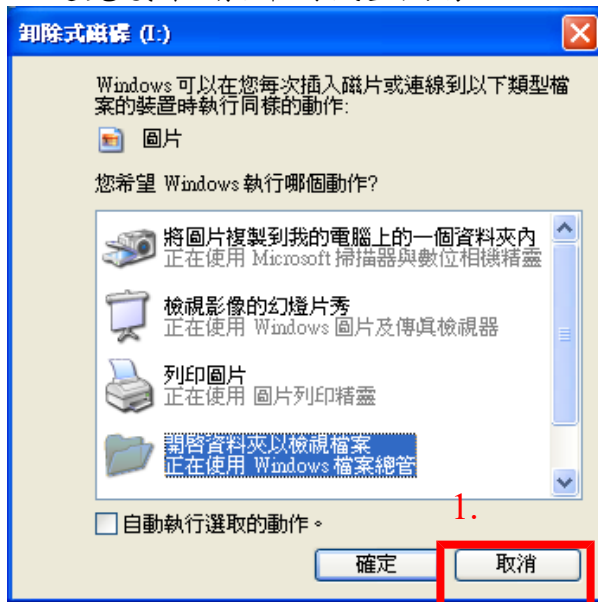 卸除式磁碟 (I:)
Windows 可以在您每次插入磁片或連線到以下類型檔
案的裝置時執行同樣的動作:
圖片
您希望 Windows 執行哪個動作?
將圖片複製到我的電腦上的一個資料夾內
正在使用 Microsoft 掃描器與數位相機精靈
檢視影像的幻燈片秀
正在使用 Windows 圖片及傳真檢視器
列印圖片
正在使用 圖片列印精靈
開啓資料夾以檢視檔案
正在使用 Windows 檔案總管
1.
自動執行選取的動作。
確定
取消